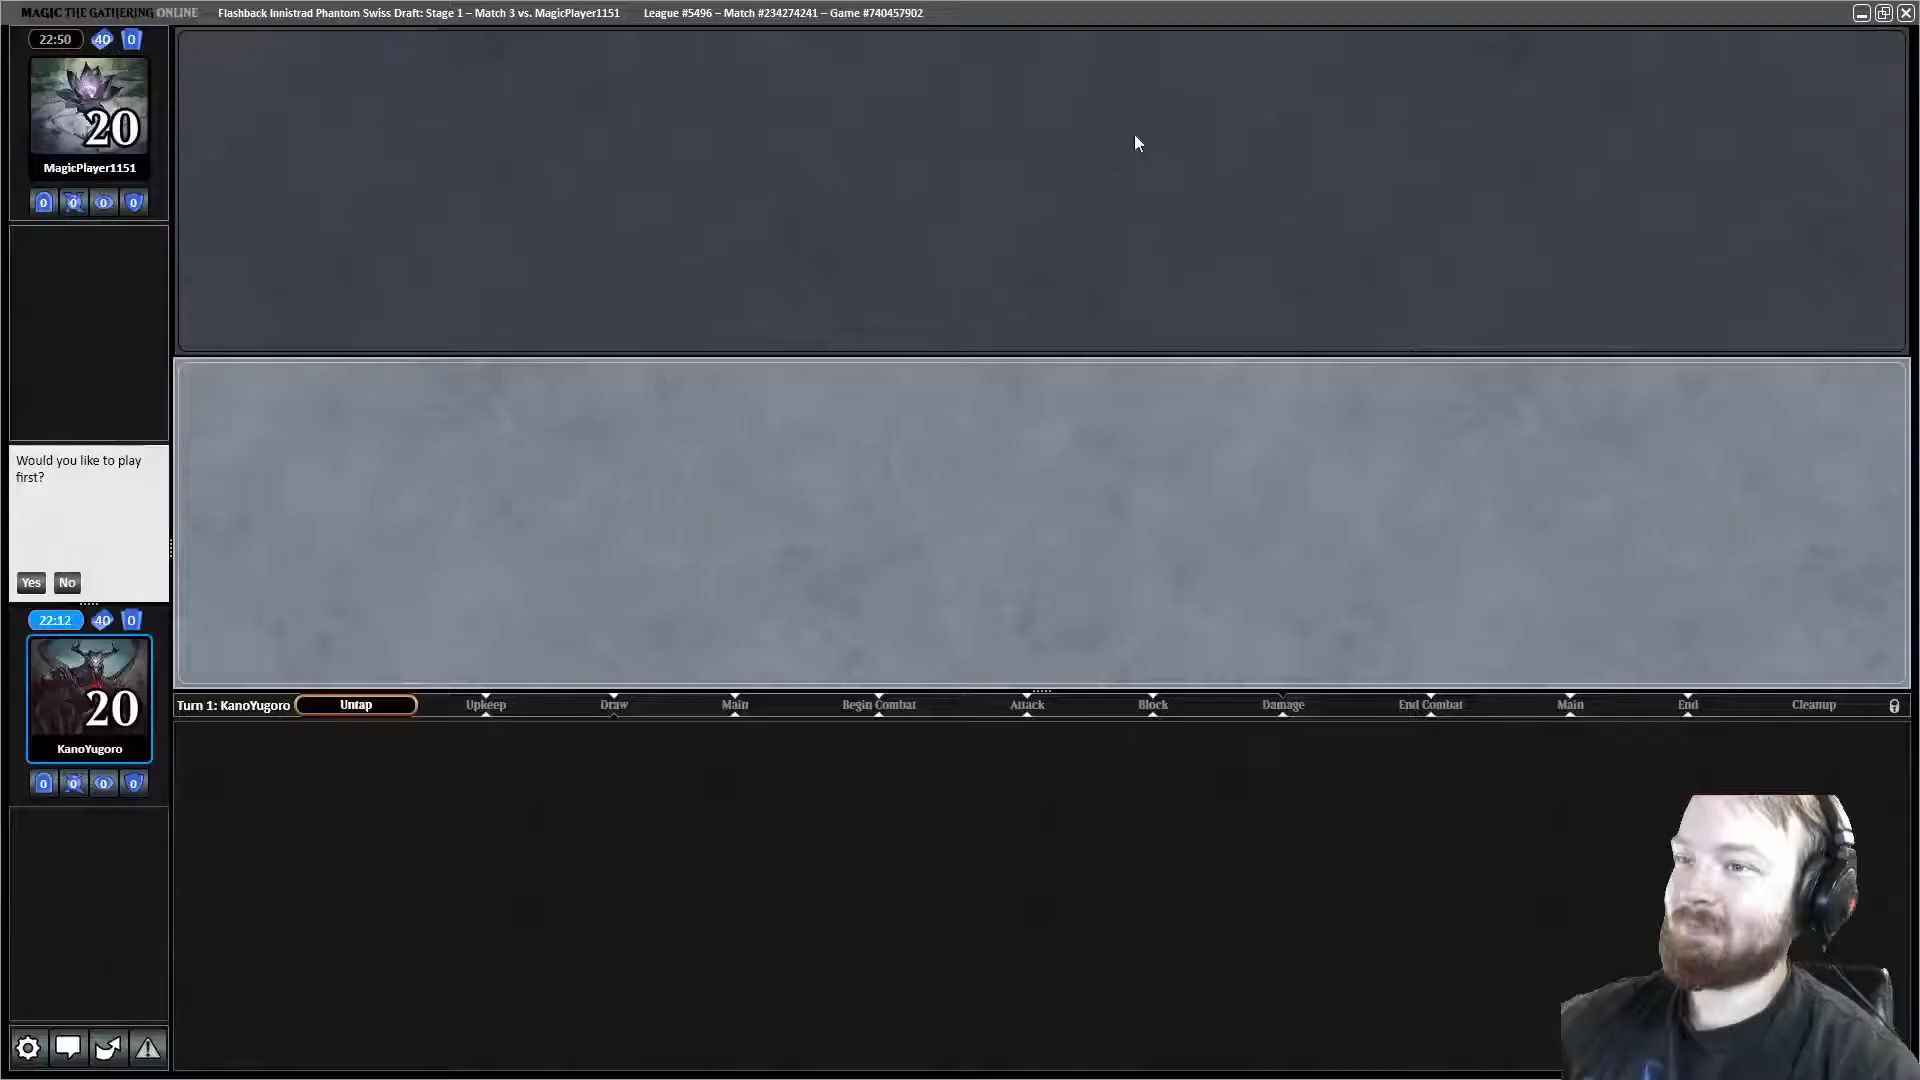 MAGIC THE GATHERING ONLINE Flashback Innistrad Phantom Swiss Draft: Stage 1 – Match 3 vs. MagicPlayer1151 League #5496 – Match #234274241 – Game #740457902
22:50 40 0
20
MagicPlayer1151
0 0 0 0
Would you like to play
first?
Yes No
22:12 40 0
20
KanoYugoro
0 0 0 0
Turn 1: KanoYugoro Untap Upkeep Draw Main Begin Combat Attack Block Damage End Combat Main End Cleanup